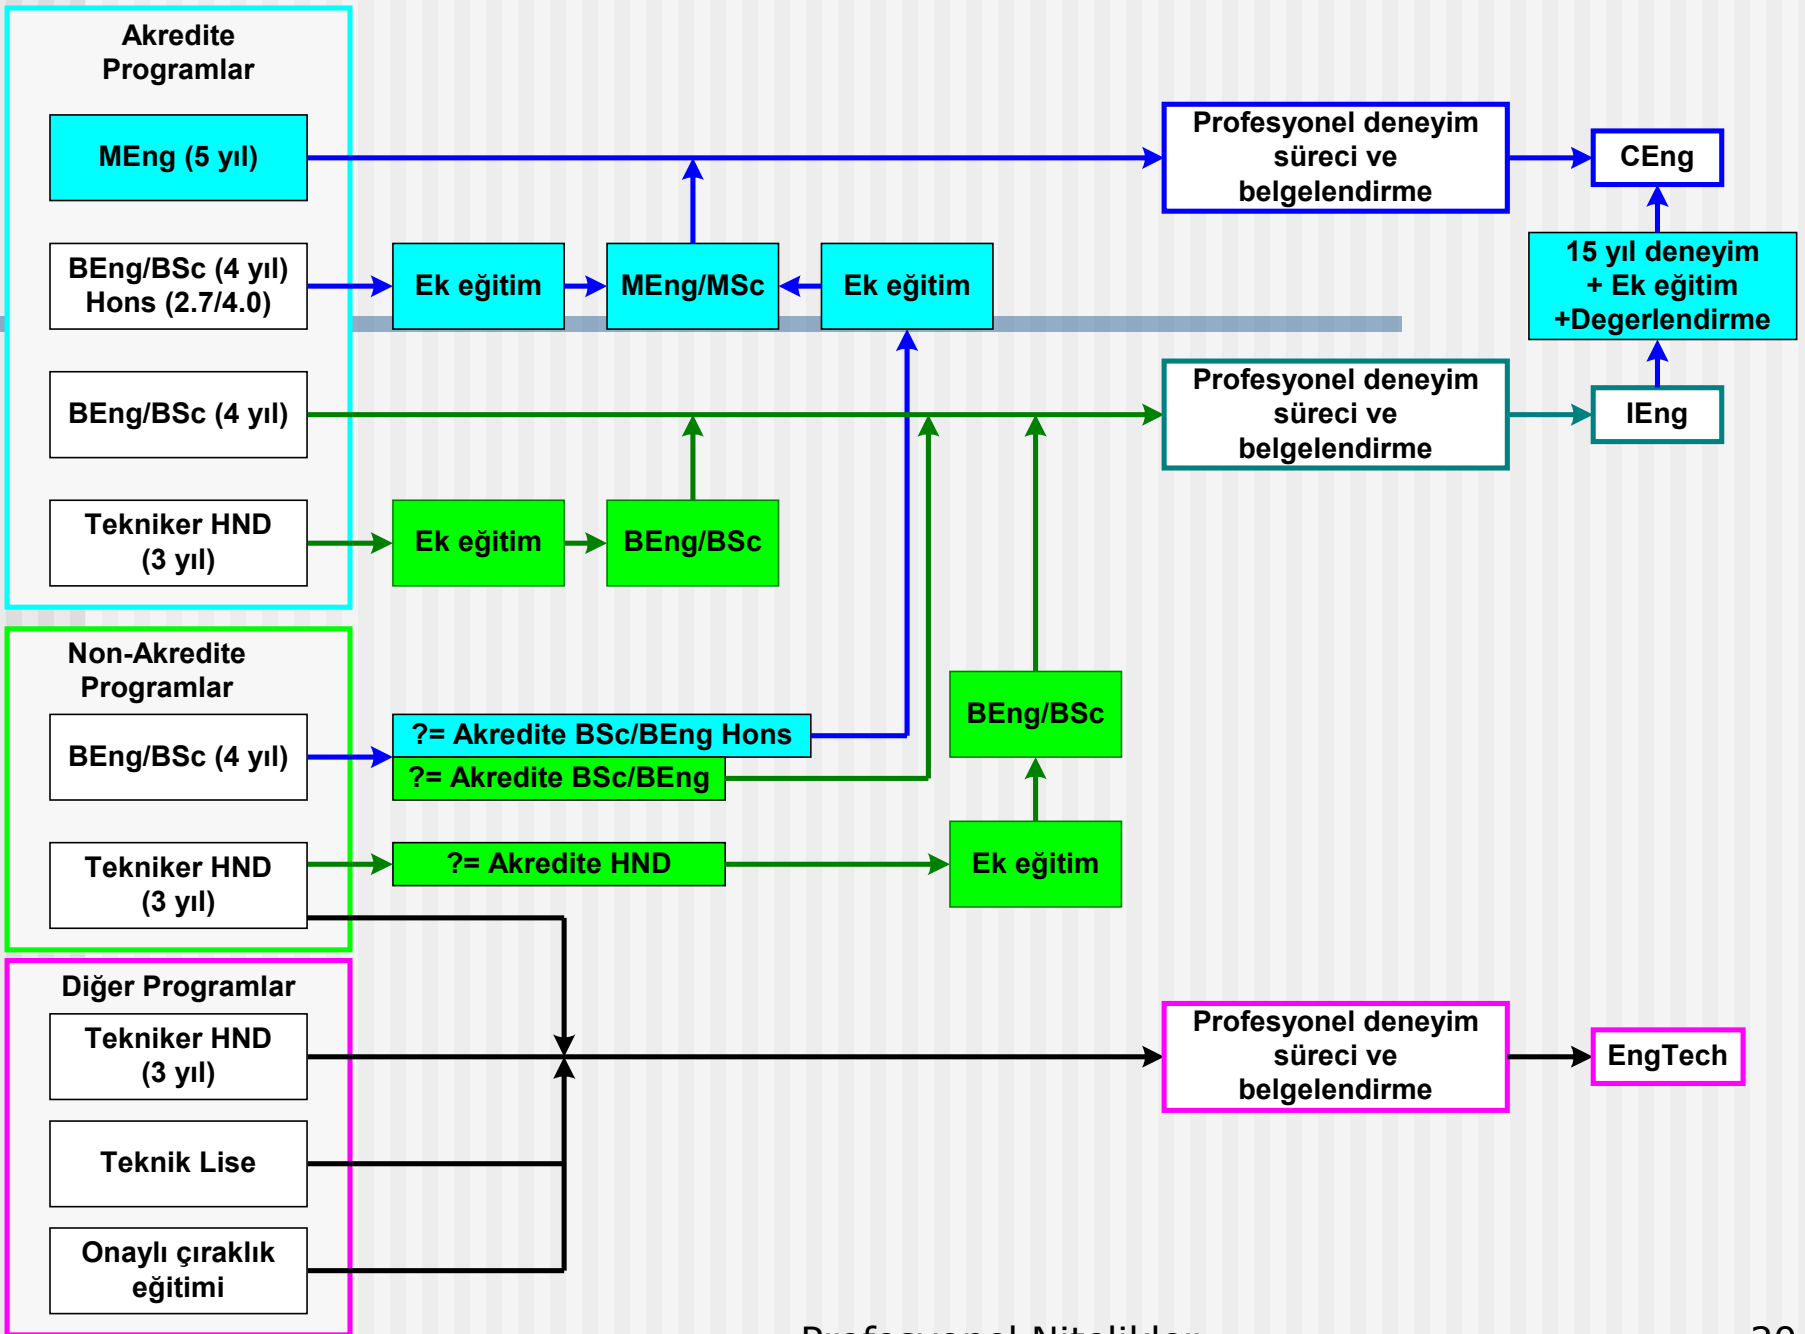 Akredite
Programlar
MEng (5 yıl)
Profesyonel deneyim
süreci ve
belgelendirme
CEng
BEng/BSc (4 yıl)
Hons (2.7/4.0)
Ek eğitim
MEng/MSc
Ek eğitim
15 yıl deneyim
+ Ek eğitim
+Degerlendirme
BEng/BSc (4 yıl)
Profesyonel deneyim
süreci ve
belgelendirme
IEng
Tekniker HND
(3 yıl)
Ek eğitim
BEng/BSc
Non-Akredite
Programlar
BEng/BSc (4 yıl)
?= Akredite BSc/BEng Hons
?= Akredite BSc/BEng
BEng/BSc
Tekniker HND
(3 yıl)
?= Akredite HND
Ek eğitim
Diğer Programlar
Tekniker HND
(3 yıl)
Profesyonel deneyim
süreci ve
belgelendirme
EngTech
Teknik Lise
Onaylı çıraklık
eğitimi
Profesyonel Nitelikler